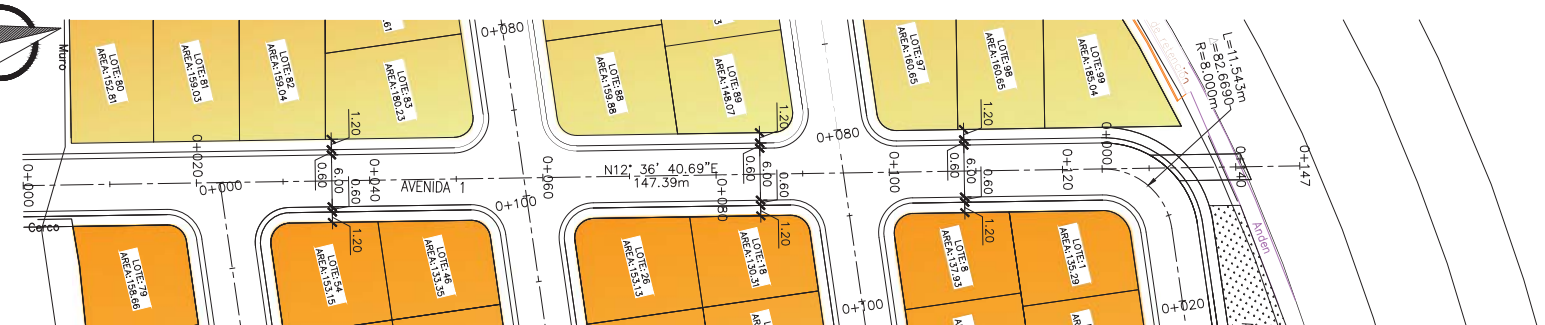 Muro
LOTE:80
AREA:152.81
LOTE:81
AREA:159.03
LOTE:82
AREA:159.04
.61
LOTE:83
AREA:180.23
0+080
LOTE:88
AREA:159.88
3
LOTE:89
AREA:148.07
LOTE:97
AREA:160.65
LOTE:98
AREA:160.65
LOTE:99
AREA:185.04
L=11.543m
R=8.000m
1.20
1.20
1.20
0+080
0+000
0+020
0+000
0.60
6.00
0.60
0+040
AVENIDA 1
0+060
0+100
N12° 36' 40.69"E
147.39m
0+080
0.60
6.00
0.60
0+100
0.60
6.00
0.60
0+120
0+000
0+140
0+147
Cerco
1.20
1.20
1.20
Anden
LOTE:79
AREA:158.66
LOTE:54
AREA:153.15
LOTE:46
AREA:133.35
LOTE:26
AREA:153.13
LOTE:18
AREA:130.31
LOTE:8
AREA:137.93
LOTE:1
AREA:135.29
0+100
0+020